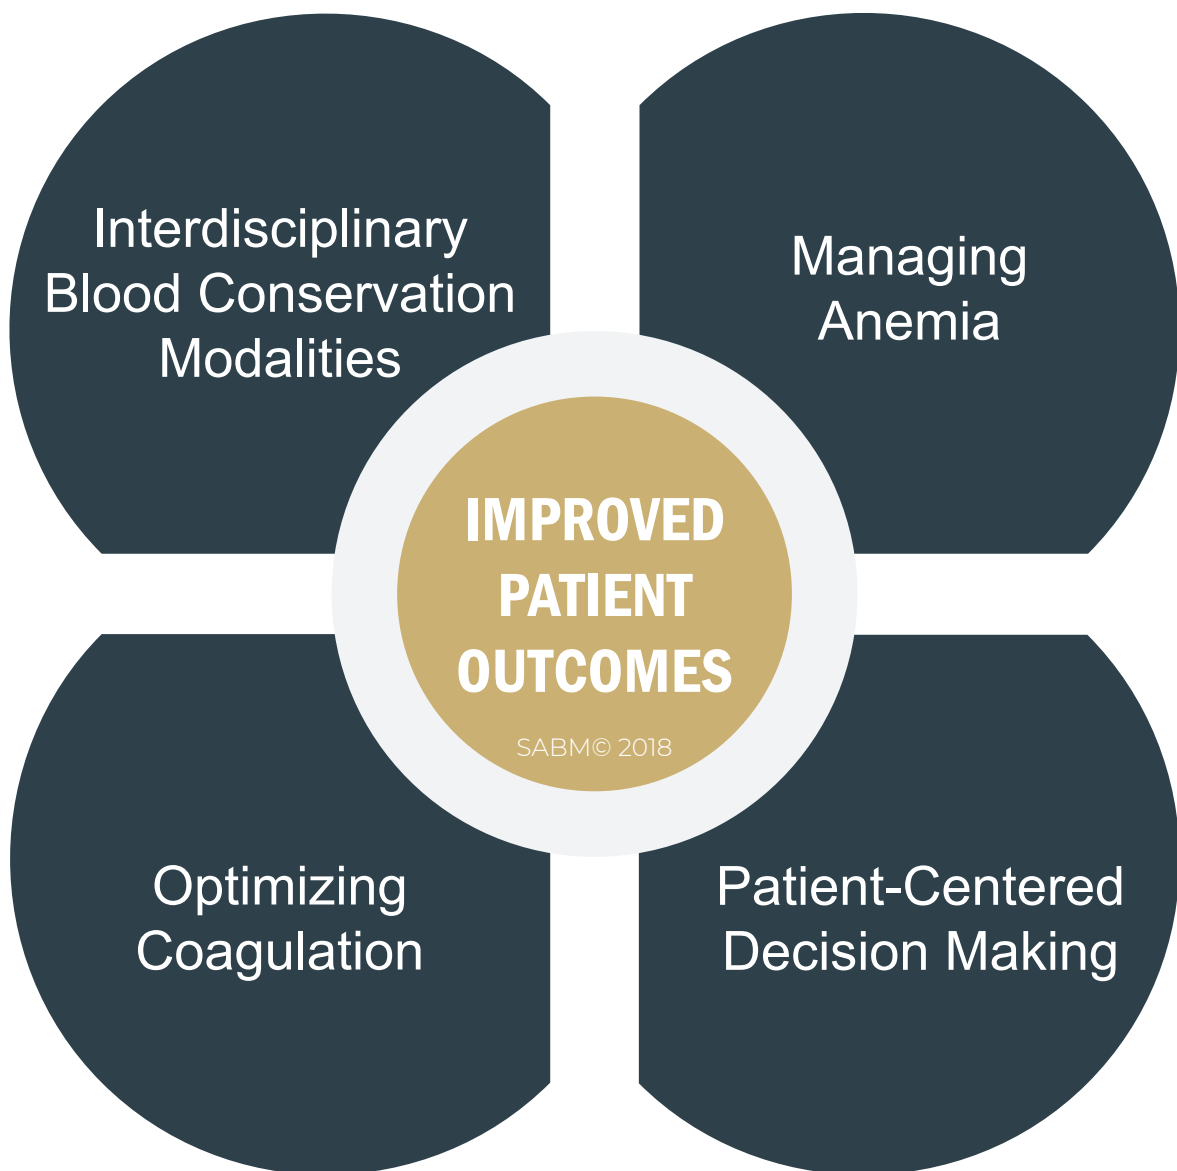 Interdisciplinary
Blood Conservation
Modalities
Managing
Anemia
IMPROVED
PATIENT
OUTCOMES
SABM© 2018
Optimizing
Coagulation
Patient-Centered
Decision Making